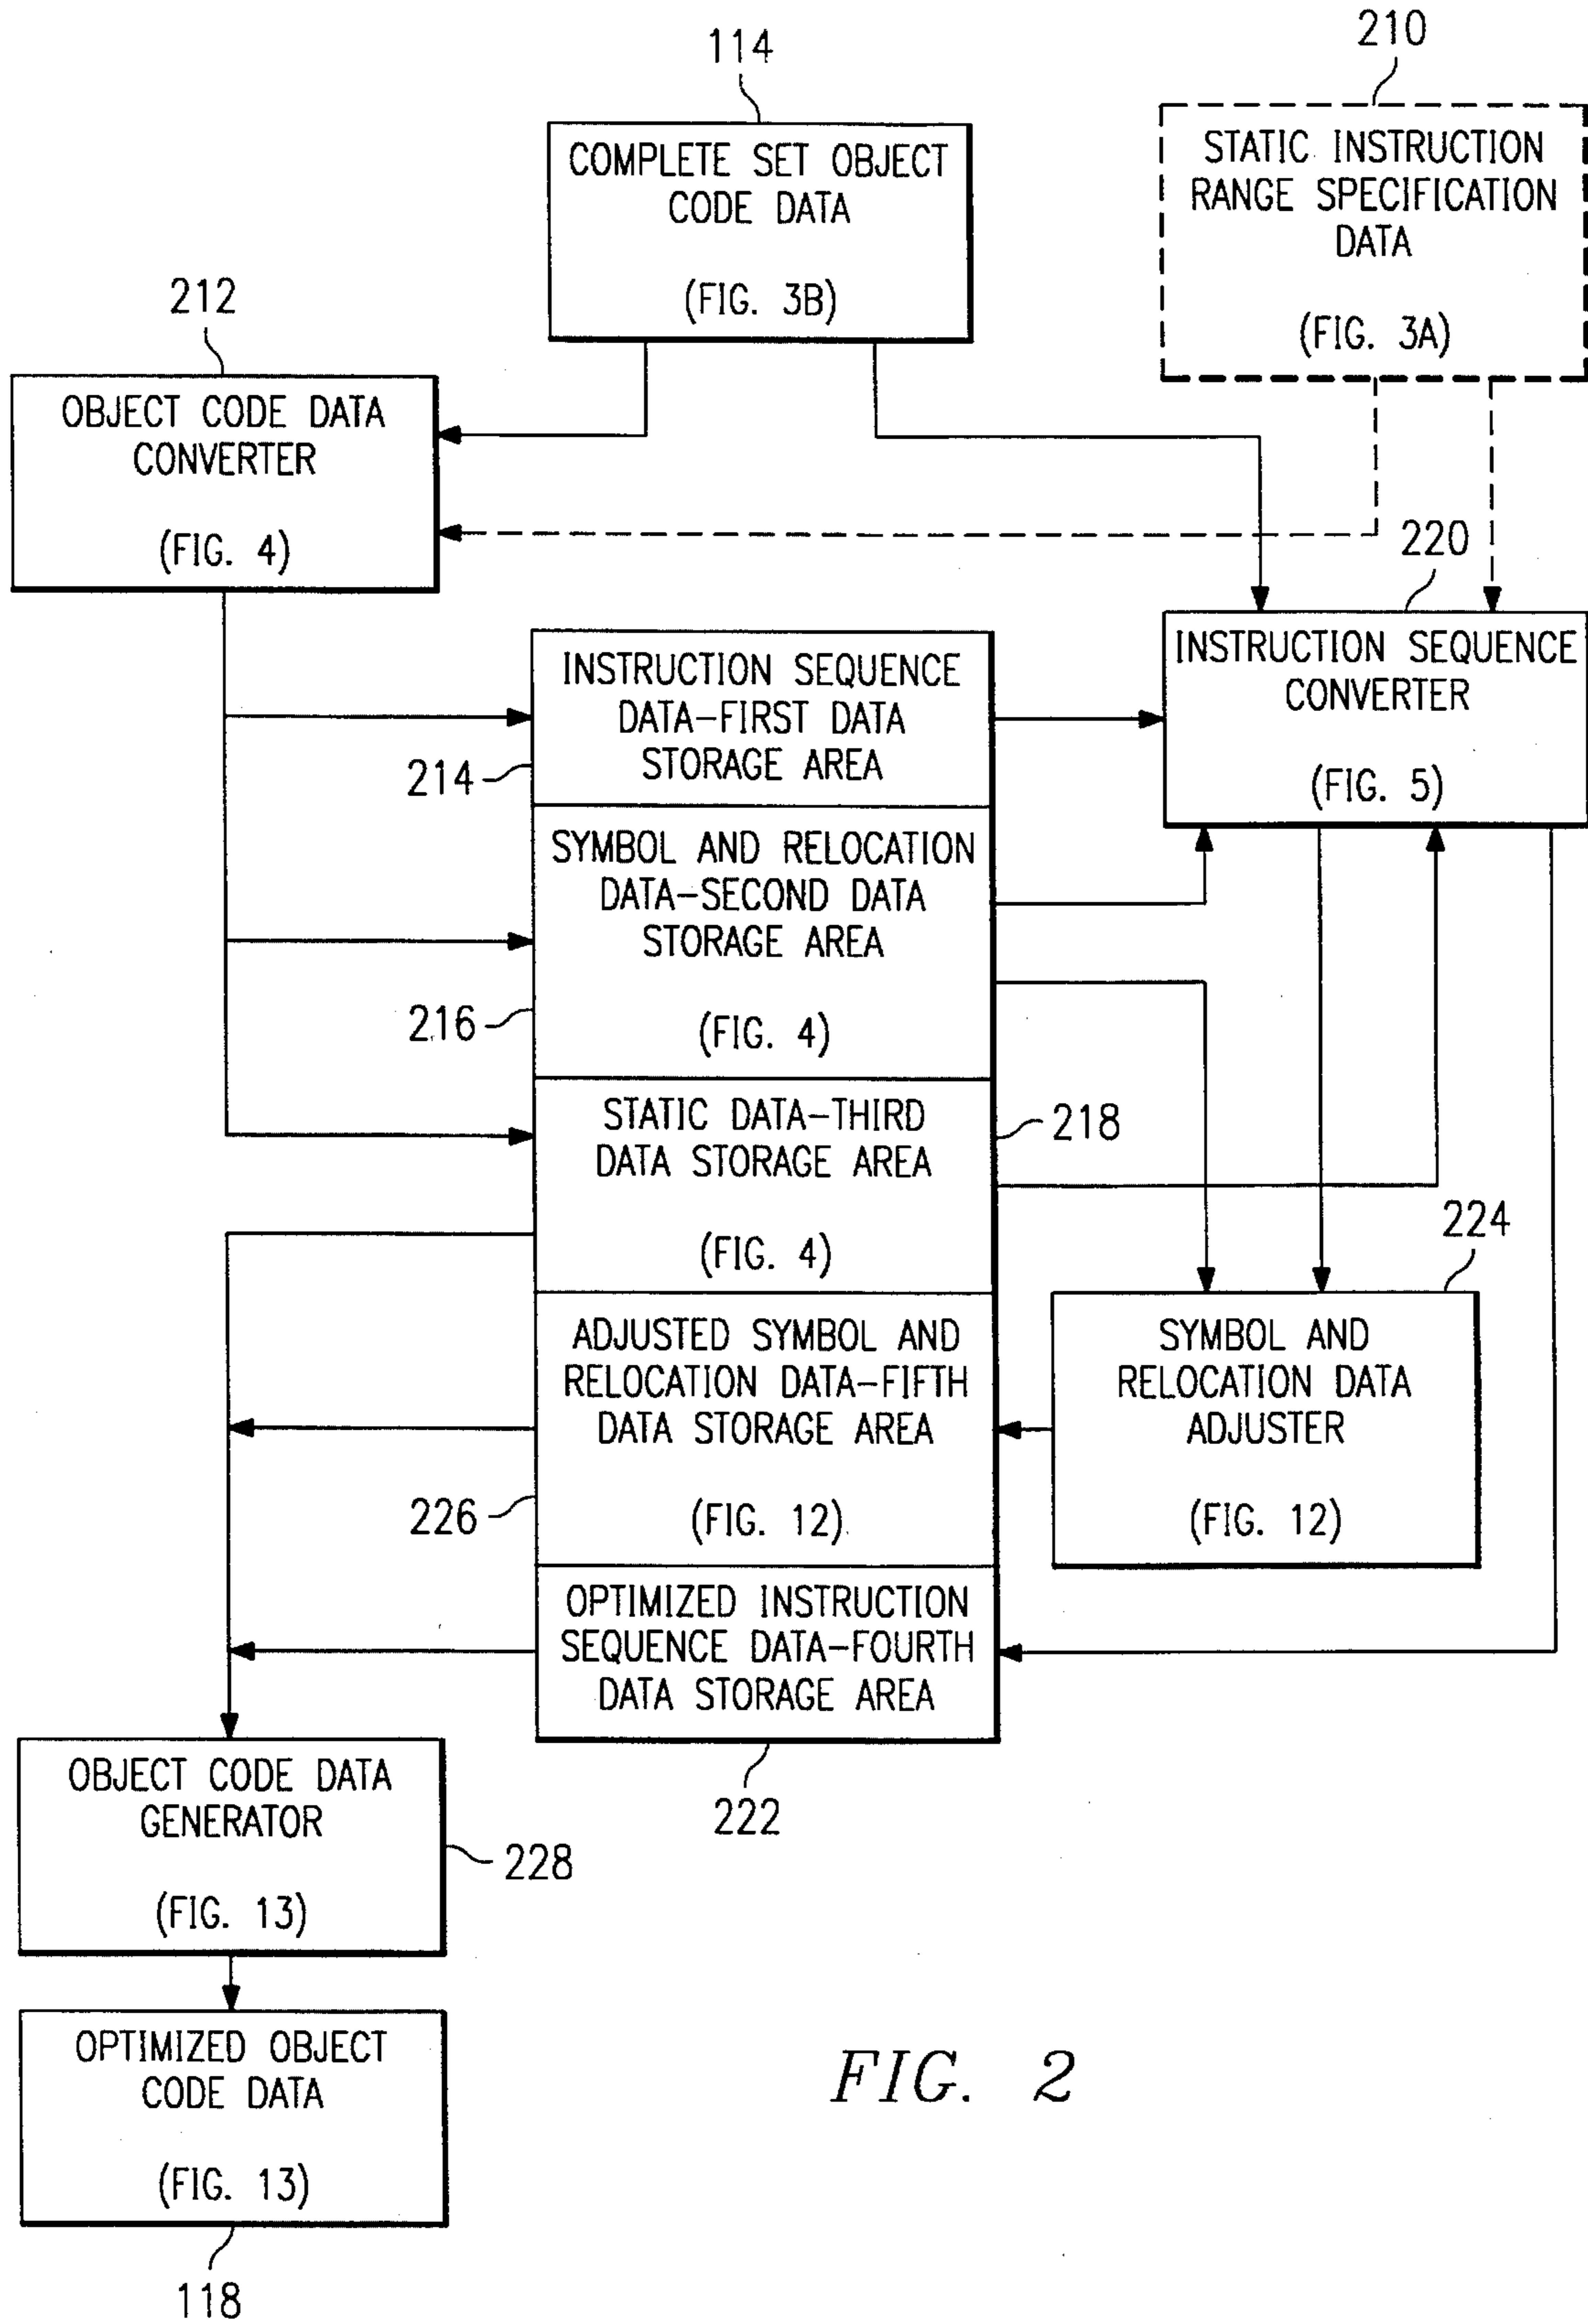 114
COMPLETE SET OBJECT
CODE DATA
(FIG. 3B)
210
STATIC INSTRUCTION
RANGE SPECIFICATION
DATA
(FIG. 3A)
212
OBJECT CODE DATA
CONVERTER
(FIG. 4)
220
INSTRUCTION SEQUENCE
CONVERTER
(FIG. 5)
INSTRUCTION SEQUENCE
DATA-FIRST DATA
STORAGE AREA
214
SYMBOL AND RELOCATION
DATA-SECOND DATA
STORAGE AREA
(FIG. 4)
216
STATIC DATA-THIRD
DATA STORAGE AREA
(FIG. 4)
218
224
SYMBOL AND
RELOCATION DATA
ADJUSTER
(FIG. 12)
ADJUSTED SYMBOL AND
RELOCATION DATA-FIFTH
DATA STORAGE AREA
(FIG. 12)
226
OPTIMIZED INSTRUCTION
SEQUENCE DATA-FOURTH
DATA STORAGE AREA
222
OBJECT CODE DATA
GENERATOR
(FIG. 13)
228
OPTIMIZED OBJECT
CODE DATA
(FIG. 13)
118
FIG. 2